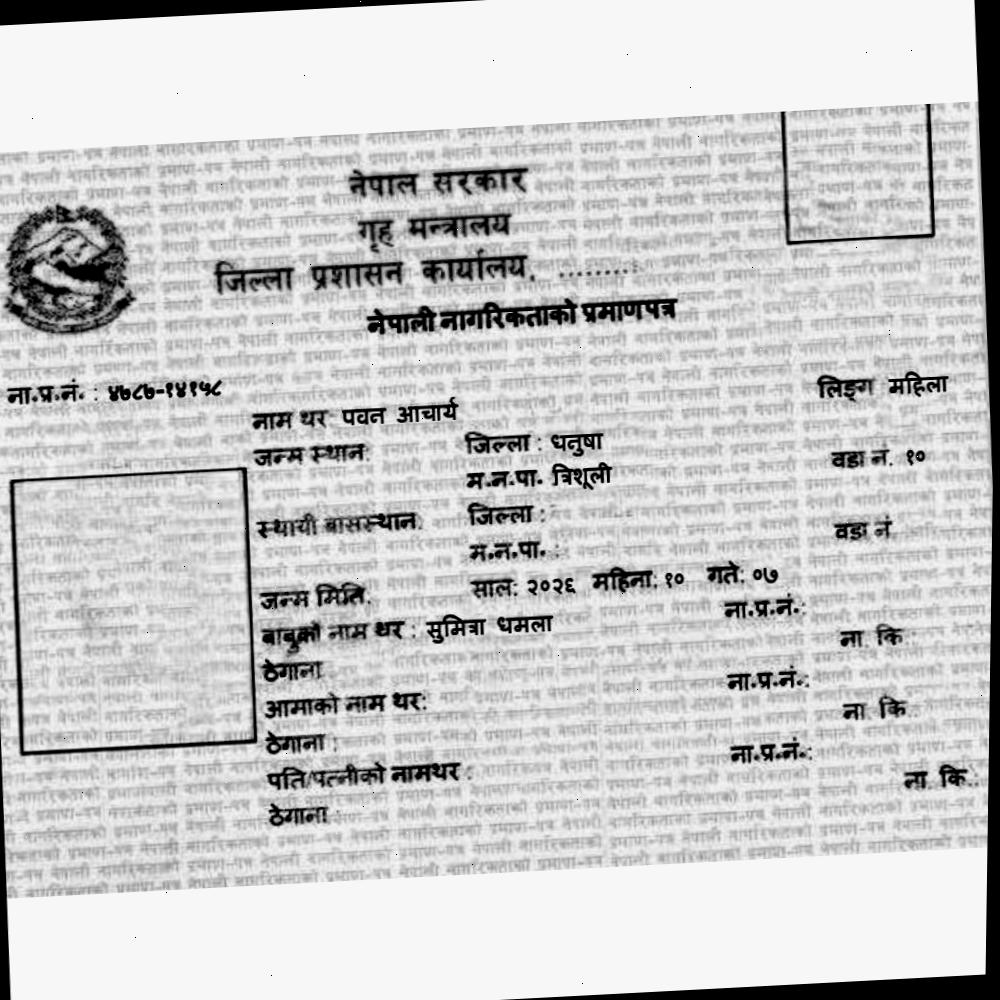 नेपाल सरकार
गृह मन्त्रालय
जिल्ला प्रशासन कार्यालय, .........
नेपाली नागरिकताको प्रमाणपत्र
ना.प्र.नं. : ४७८७-१४१५८
लिङ्ग महिला
नाम थर पवन आचार्य
जन्म स्थान: जिल्ला : धनुषा वडा नं. १०
म.न.पा. त्रिशूली
स्थायी बासस्थान: जिल्ला : वडा नं
म.न.पा. :
जन्म मिति: साल: २०२६ महिना: १० गते: ०७
बाबुको नाम थर : सुमित्रा धमला ना.प्र.नं.:
ठेगाना ना. कि.:
आमाको नाम थर: ना.प्र.नं.:
ठेगाना : ना. कि.:
पति/पत्नीको नामथर : ना.प्र.नं.:
ठेगाना : ना. कि.: